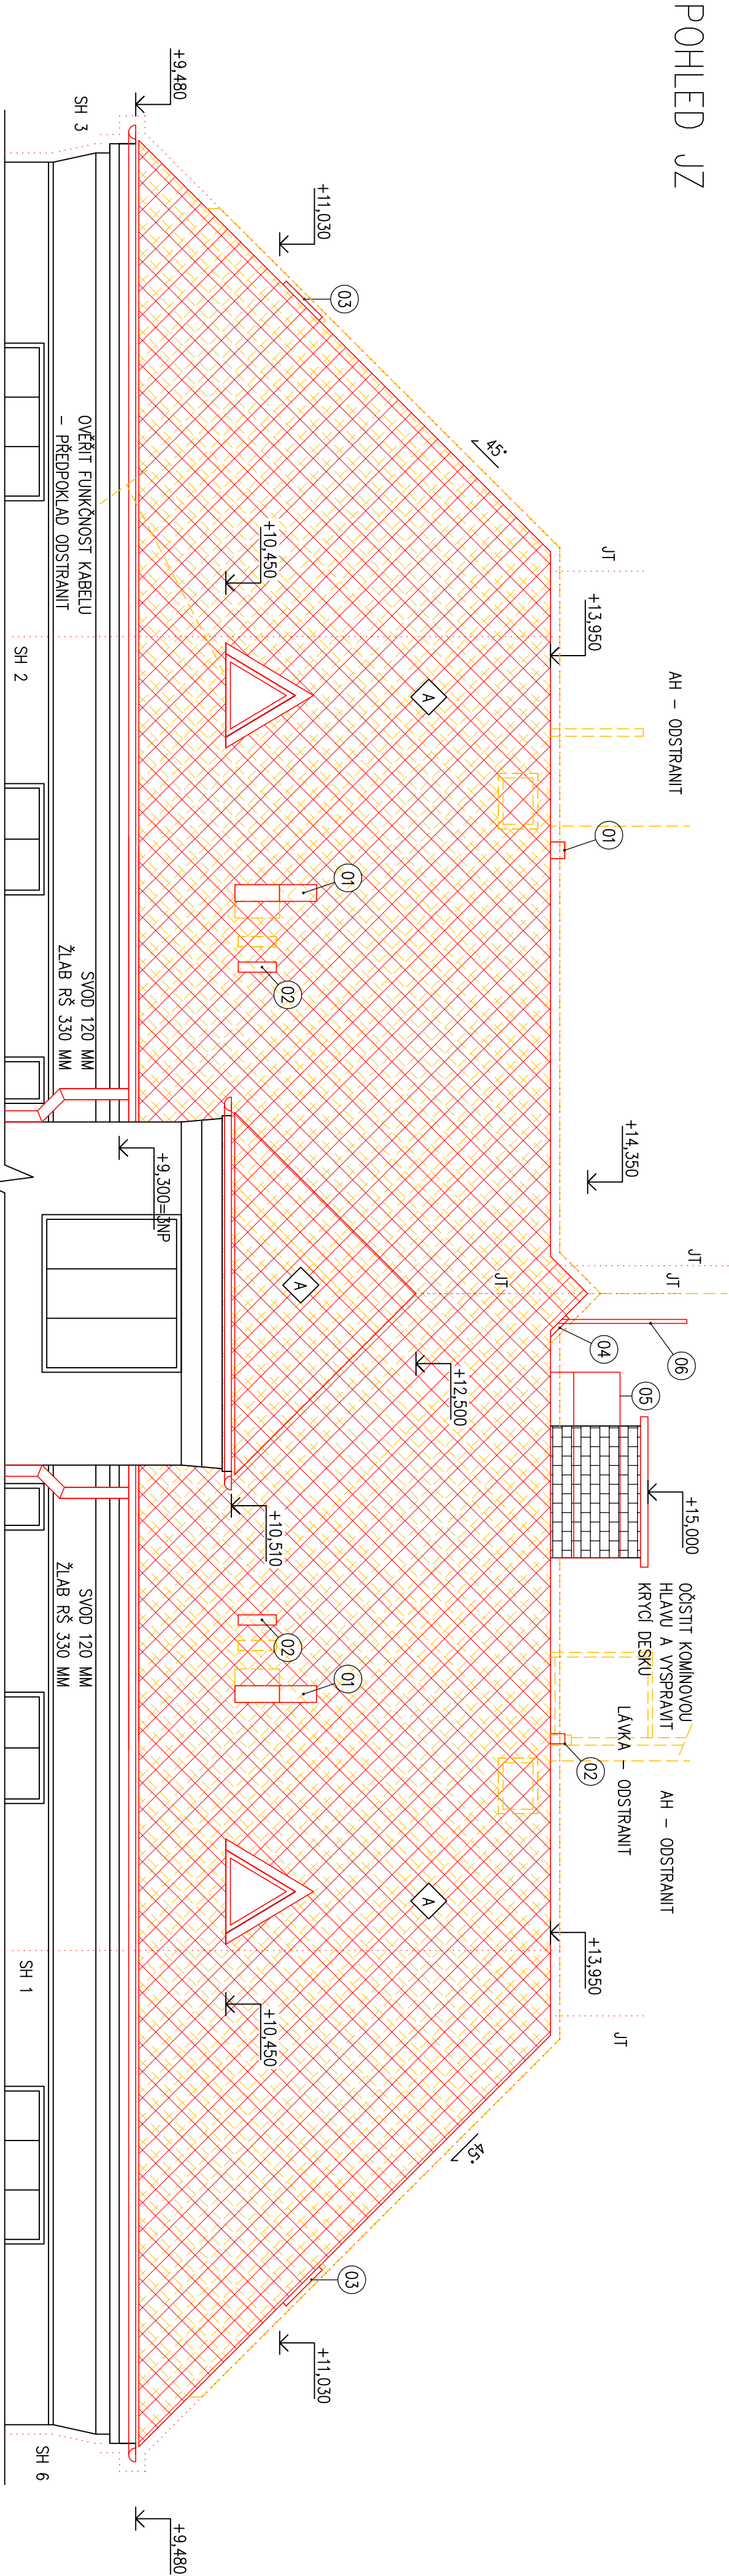 POHLED JZ
+9,480
SH 3
+11,030
03
45°
OVĚŘIT FUNKČNOST KABELU
- PŘEDPOKLAD ODSTRANIT
+10,450
JT
+13,950
SH 2
A
AH - ODSTRANIT
01
01
02
SVOD 120 MM
ŽLAB RŠ 330 MM
+14,350
+9,300=3NP
A
JT
JT
JT
04
06
05
+12,500
+15,000
+10,510
OČISTIT KOMÍNOVOU
HLAVU A VYSPRAVIT
KRYCÍ DESKU
SVOD 120 MM
ŽLAB RŠ 330 MM
02
01
LÁVKA - ODSTRANIT
02
AH - ODSTRANIT
A
+13,950
SH 1
+10,450
JT
45°
03
+11,030
SH 6
+9,480